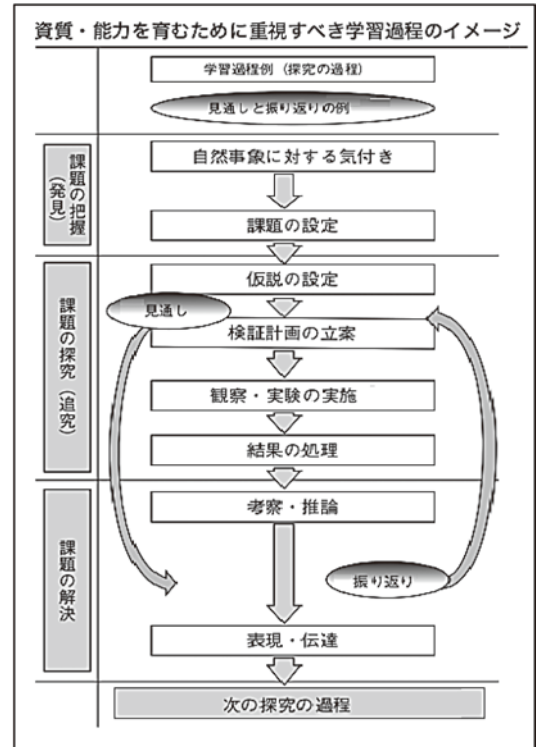 資質・能力を育むために重視すべき学習過程のイメージ
学習過程例（探究の過程）
見通しと振り返りの例
課題の把握（発見）
自然事象に対する気付き
課題の設定
課題の探究（追究）
仮説の設定
見通し
検証計画の立案
観察・実験の実施
結果の処理
課題の解決
考察・推論
振り返り
表現・伝達
次の探究の過程